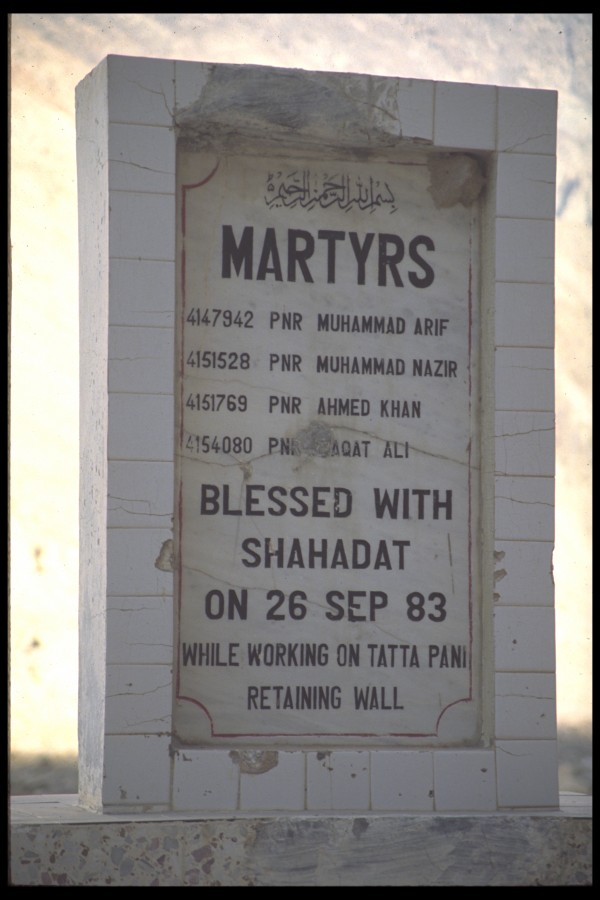 بسم الله الرحمن الرحيم
MARTYRS
4147942 PNR MUHAMMAD ARIF
4151528 PNR MUHAMMAD NAZIR
4151769 PNR AHMED KHAN
4154080 ALI
BLESSED WITH
SHAHADAT
ON 26 SEP 83
WHILE WORKING ON TATTA PANI
RETAINING WALL